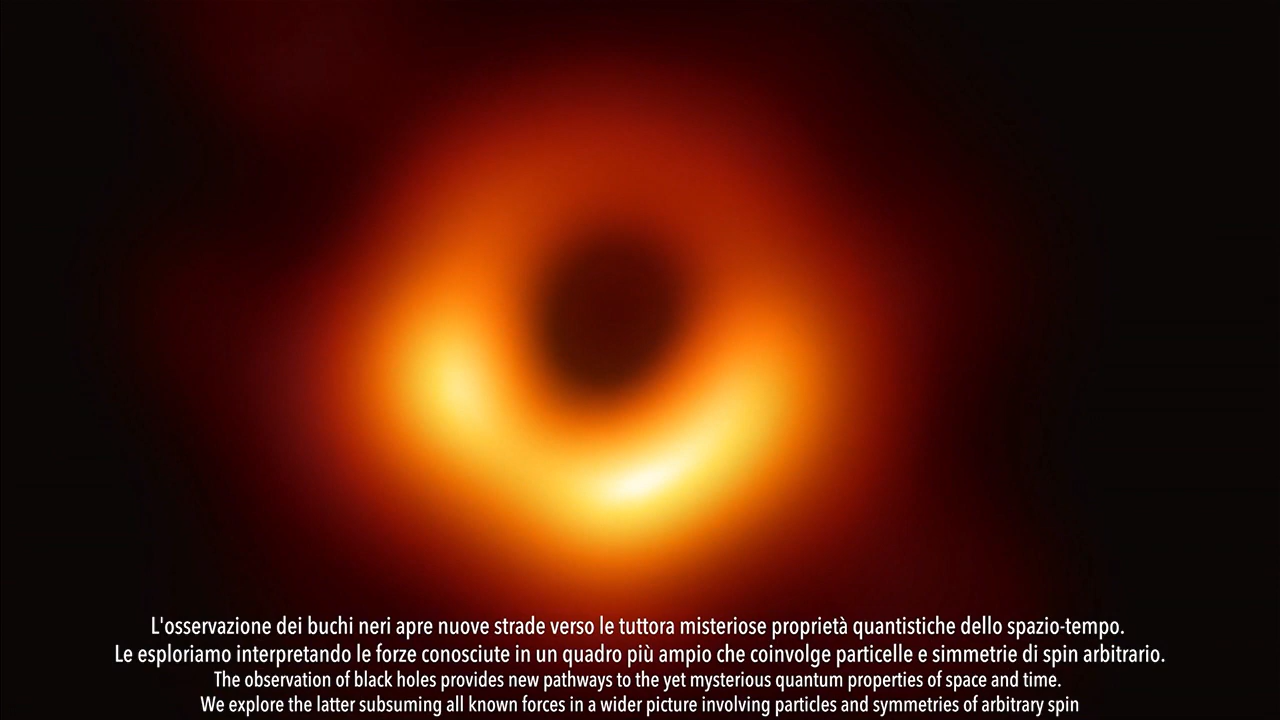 L'osservazione dei buchi neri apre nuove strade verso le tuttora misteriose proprietà quantistiche dello spazio-tempo.
Le esploriamo interpretando le forze conosciute in un quadro più ampio che coinvolge particelle e simmetrie di spin arbitrario.
The observation of black holes provides new pathways to the yet mysterious quantum properties of space and time.
We explore the latter subsuming all known forces in a wider picture involving particles and symmetries of arbitrary spin